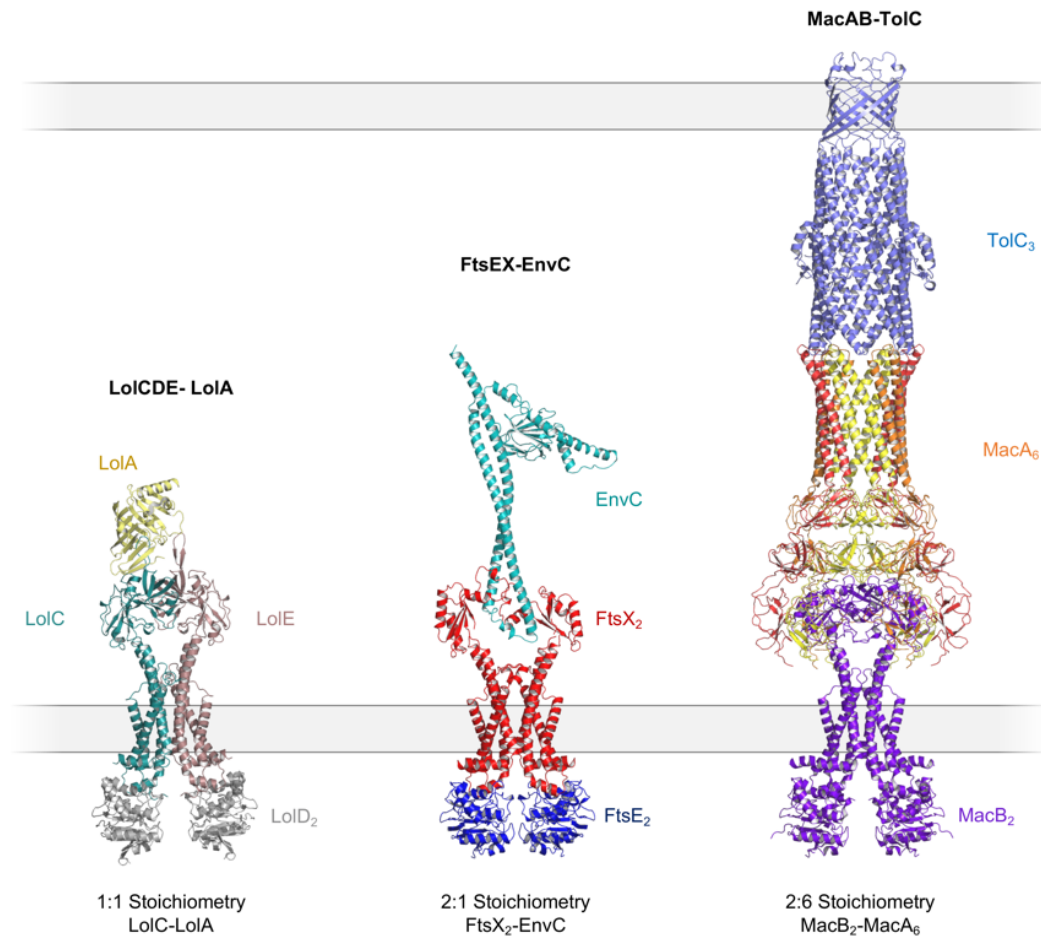 MacAB-TolC
TolC₃
FtsEX-EnvC
LolCDE- LolA
LolA
MacA₆
EnvC
LolC
LolE
FtsX₂
LolD₂
FtsE₂
MacB₂
1:1 Stoichiometry
LolC-LolA
2:1 Stoichiometry
FtsX₂-EnvC
2:6 Stoichiometry
MacB₂-MacA₆